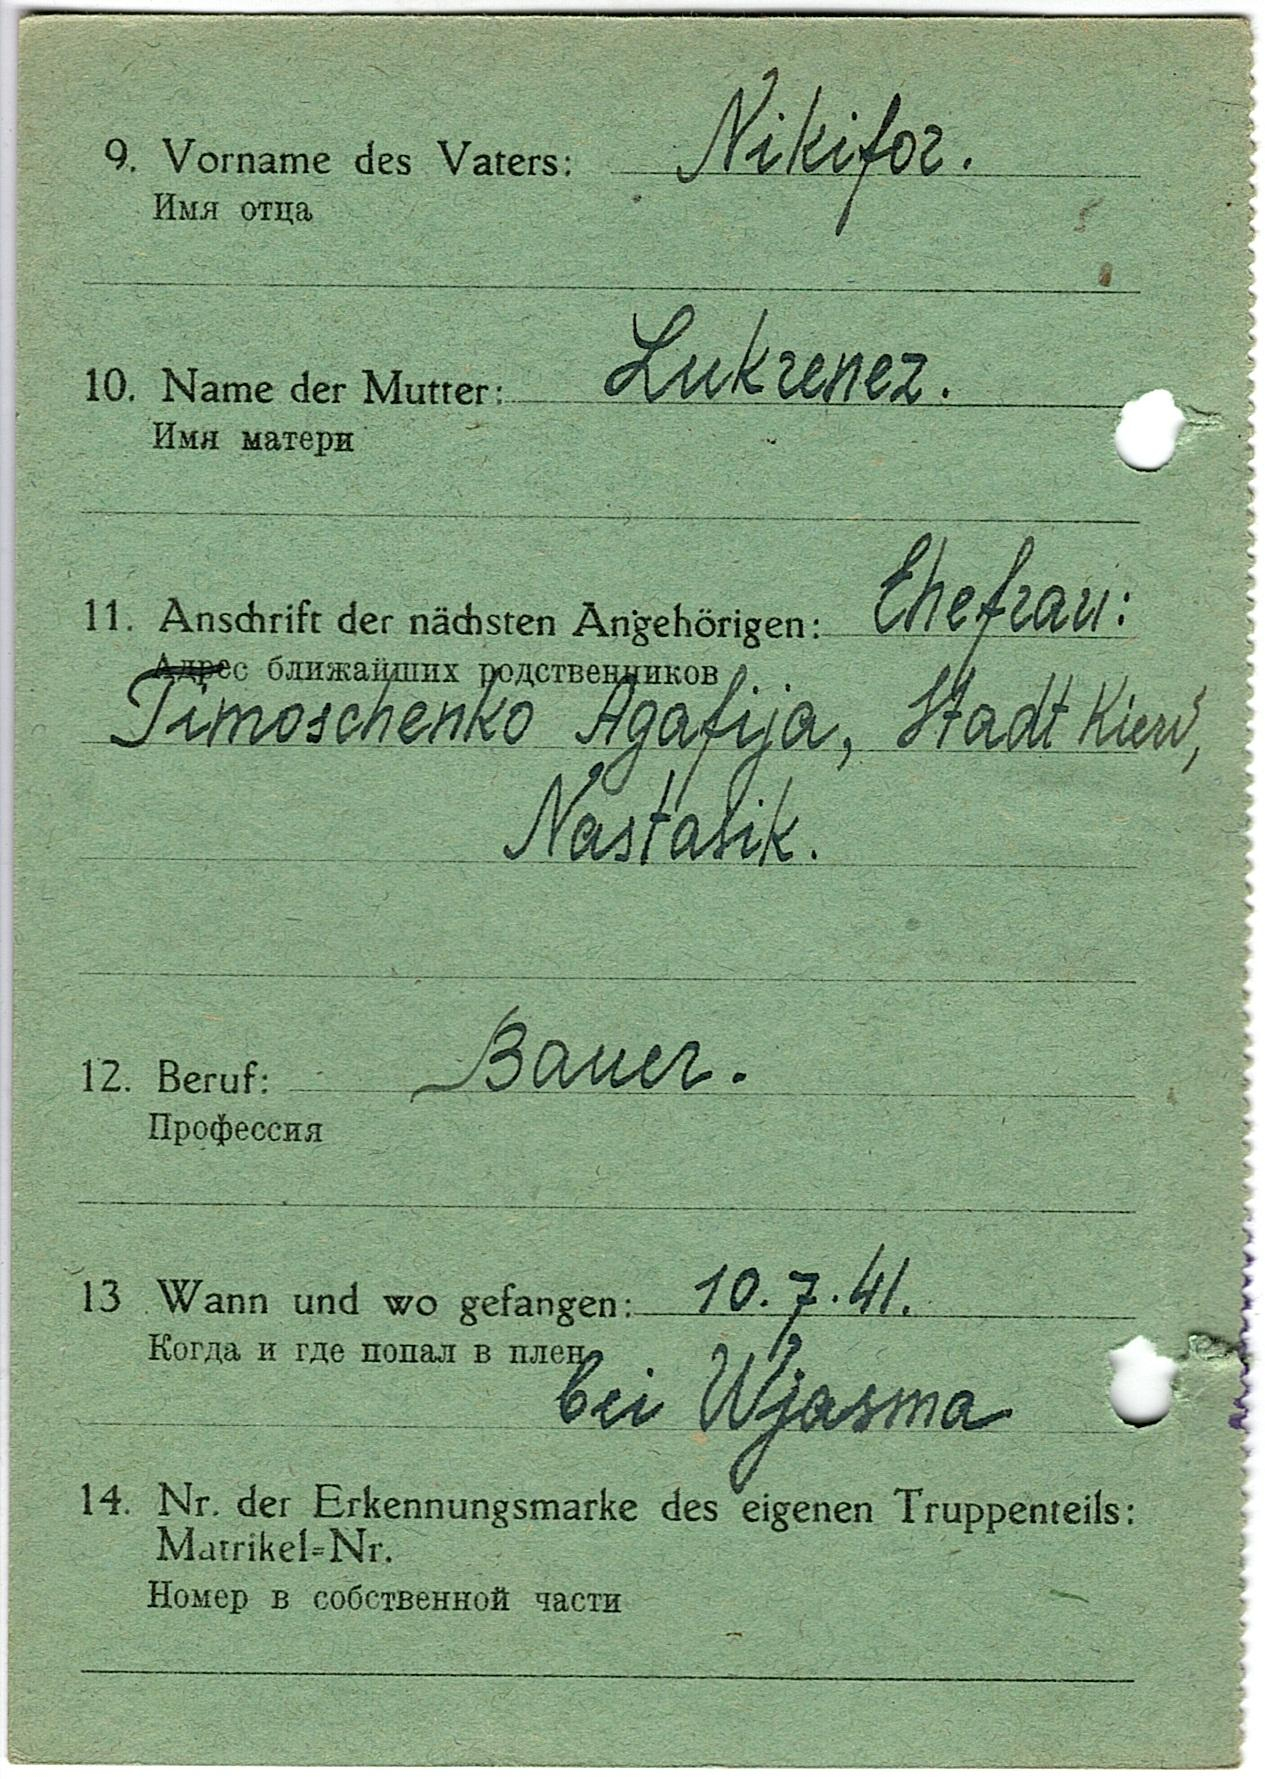 9. Vorname des Vaters: Nikifor.
Имя отца
10. Name der Mutter: Lukrenez.
Имя матери
11. Anschrift der nächsten Angehörigen: Ehefrau:
Адрес ближайших родственников
Timoschenko Agafija, Stadt Kiew,
Nastasik.
12. Beruf: Bauer.
Профессия
13 Wann und wo gefangen: 10.7.41.
Когда и где попал в плен
bei Wjasma
14. Nr. der Erkennungsmarke des eigenen Truppenteils:
Matrikel=Nr.
Номер в собственной части